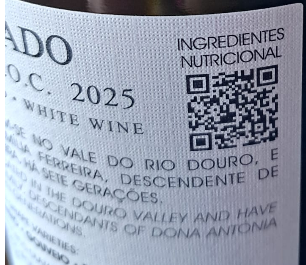 ADO
INGREDIENTES
NUTRICIONAL
O.C. 2025
WHITE WINE
NO VALE DO RIO DOURO, E
FERREIRA, DESCENDENTE DE
HÁ SETE GERAÇÕES.
IN THE DOURO VALLEY AND HAVE
DESCENDANTS OF DONA ANTÓNIA